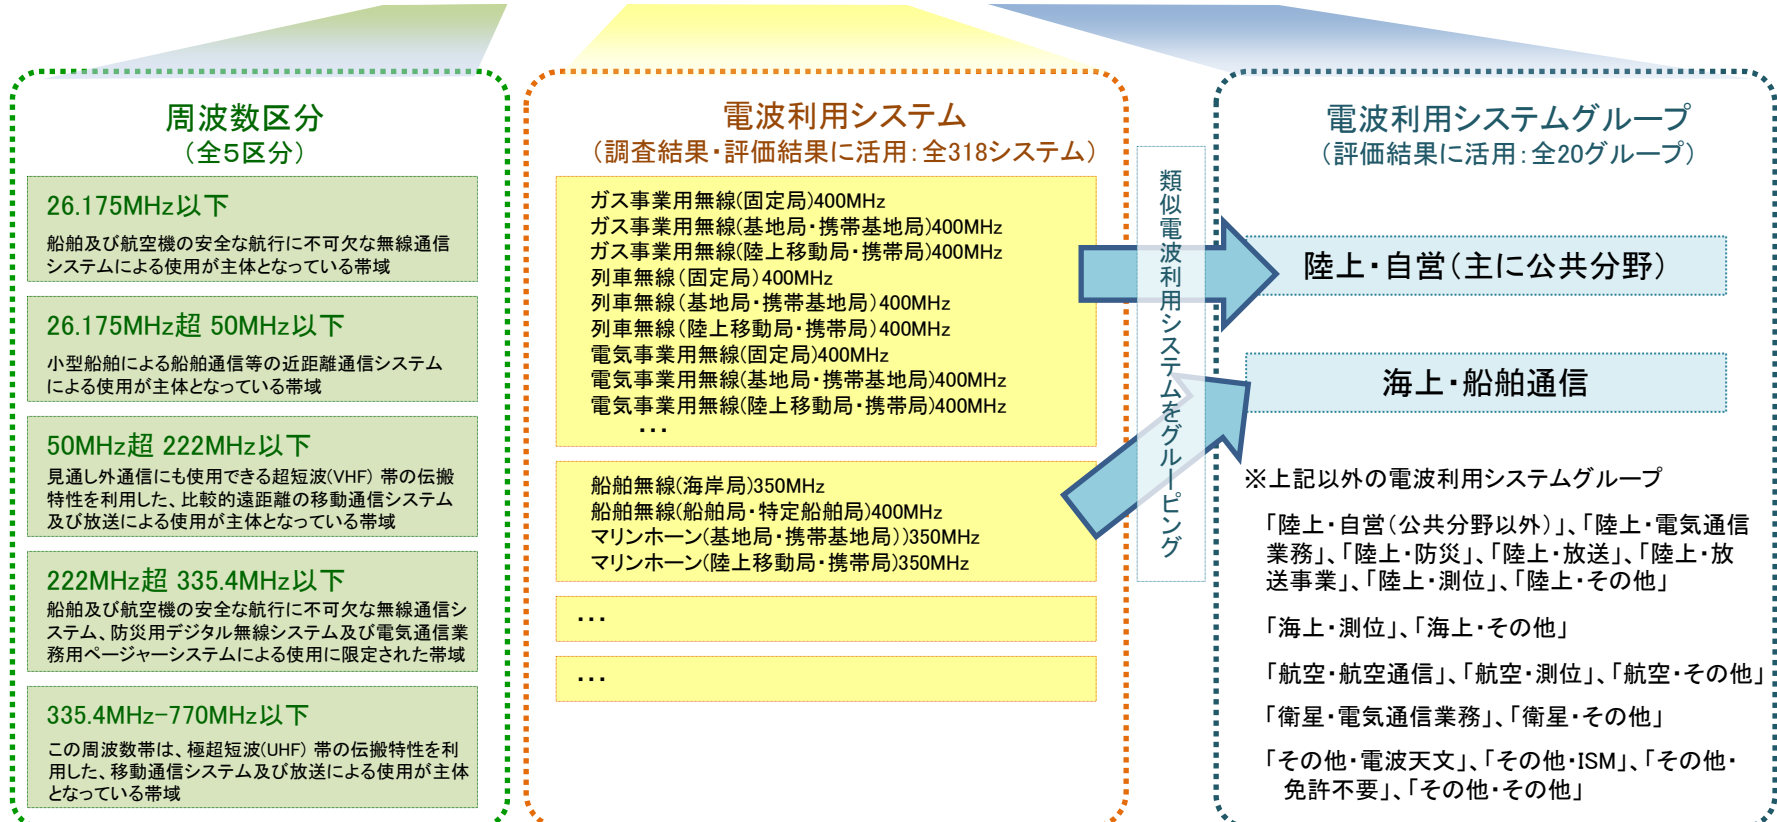 周波数区分
(全5区分)
26.175MHz以下
船舶及び航空機の安全な航行に不可欠な無線通信
システムによる使用が主体となっている帯域
26.175MHz超 50MHz以下
小型船舶による船舶通信等の近距離通信システム
による使用が主体となっている帯域
50MHz超 222MHz以下
見通し外通信にも使用できる超短波(VHF) 帯の伝搬
特性を利用した、比較的遠距離の移動通信システム
及び放送による使用が主体となっている帯域
222MHz超 335.4MHz以下
船舶及び航空機の安全な航行に不可欠な無線通信シ
ステム、防災用デジタル無線システム及び電気通信業
務用ページャーシステムによる使用に限定された帯域
335.4MHz-770MHz以下
この周波数帯は、極超短波(UHF) 帯の伝搬特性を利
用した、移動通信システム及び放送による使用が主体
となっている帯域
電波利用システム
(調査結果・評価結果に活用:全318システム)
ガス事業用無線(固定局)400MHz
ガス事業用無線(基地局・携帯基地局)400MHz
ガス事業用無線(陸上移動局・携帯局)400MHz
列車無線(固定局)400MHz
列車無線(基地局・携帯基地局)400MHz
列車無線(陸上移動局・携帯局)400MHz
電気事業用無線(固定局)400MHz
電気事業用無線(基地局・携帯基地局)400MHz
電気事業用無線(陸上移動局・携帯局)400MHz
・・・
船舶無線(海岸局)350MHz
船舶無線(船舶局・特定船舶局)400MHz
マリンホーン(基地局・携帯基地局))350MHz
マリンホーン(陸上移動局・携帯局)350MHz
・・・
・・・
類似電波利用システムをグルーピング
電波利用システムグループ
(評価結果に活用:全20グループ)
陸上・自営(主に公共分野)
海上・船舶通信
※上記以外の電波利用システムグループ
「陸上・自営(公共分野以外)」、「陸上・電気通信
業務」、「陸上・防災」、「陸上・放送」、「陸上・放
送事業」、「陸上・測位」、「陸上・その他」
「海上・測位」、「海上・その他」
「航空・航空通信」、「航空・測位」、「航空・その他」
「衛星・電気通信業務」、「衛星・その他」
「その他・電波天文」、「その他・ISM」、「その他・
免許不要」、「その他・その他」